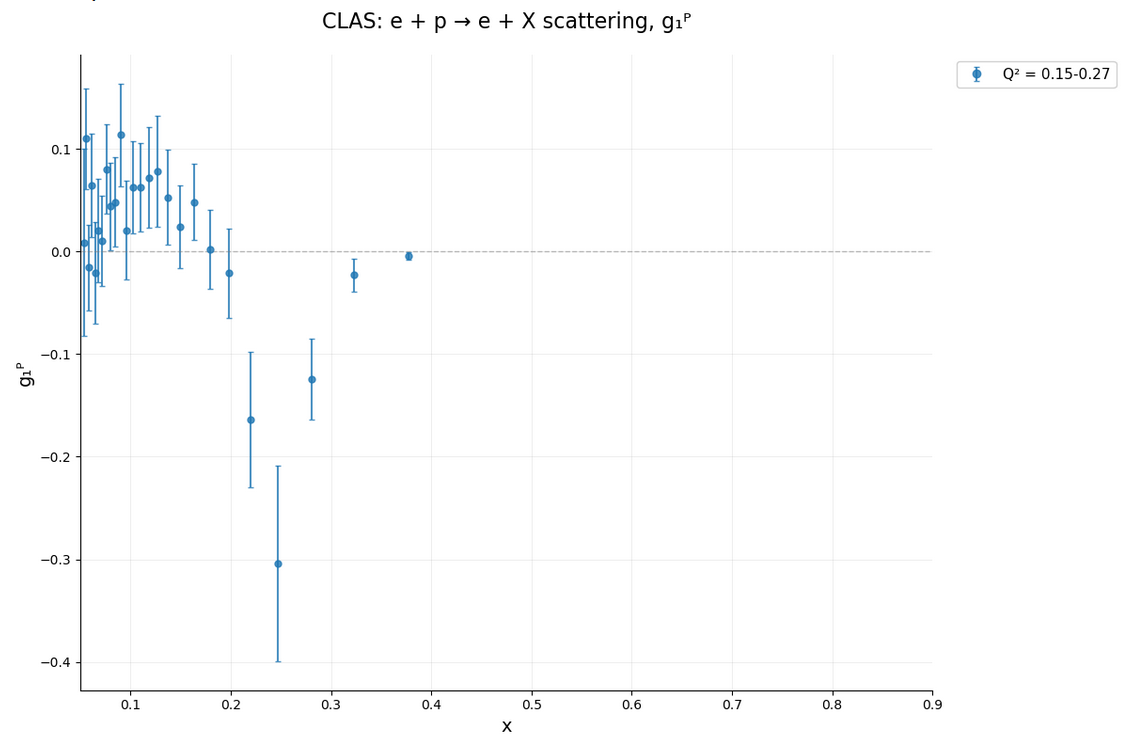 CLAS: e + p → e + X scattering, g₁ᴾ
Q² = 0.15-0.27
0.1
0.0
−0.1
−0.2
−0.3
−0.4
g₁ᴾ
0.1 0.2 0.3 0.4 0.5 0.6 0.7 0.8 0.9
x